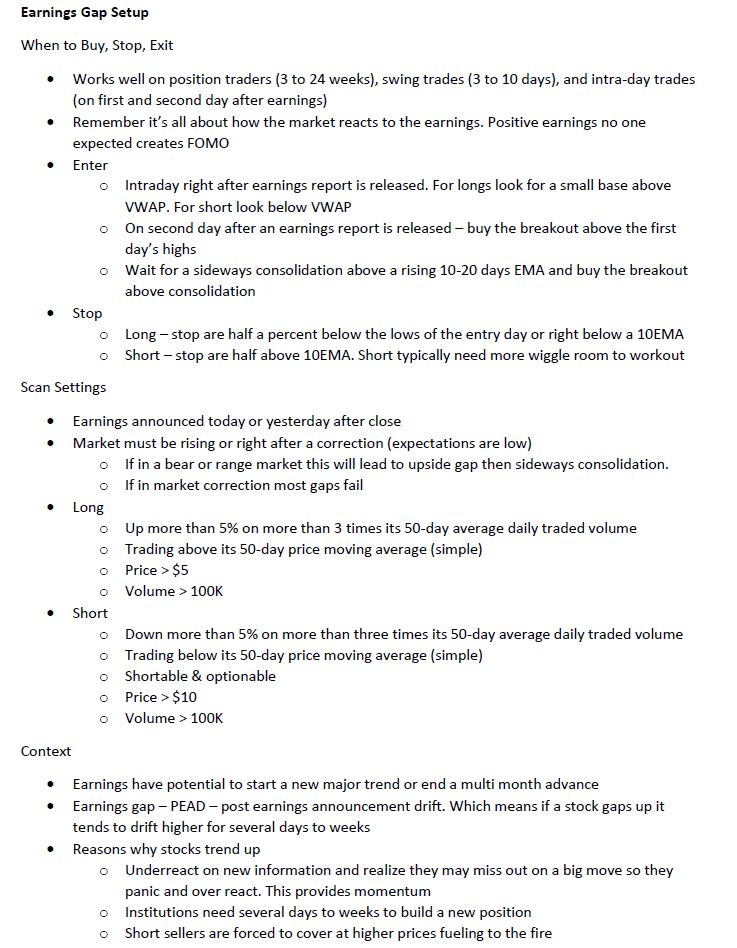 Earnings Gap Setup
When to Buy, Stop, Exit
• Works well on position traders (3 to 24 weeks), swing trades (3 to 10 days), and intra-day trades
(on first and second day after earnings)
• Remember it's all about how the market reacts to the earnings. Positive earnings no one
expected creates FOMO
• Enter
o Intraday right after earnings report is released. For longs look for a small base above
VWAP. For short look below VWAP
o On second day after an earnings report is released – buy the breakout above the first
day's highs
o Wait for a sideways consolidation above a rising 10-20 days EMA and buy the breakout
above consolidation
• Stop
o Long – stop are half a percent below the lows of the entry day or right below a 10EMA
o Short – stop are half above 10EMA. Short typically need more wiggle room to workout
Scan Settings
• Earnings announced today or yesterday after close
• Market must be rising or right after a correction (expectations are low)
o If in a bear or range market this will lead to upside gap then sideways consolidation.
o If in market correction most gaps fail
• Long
o Up more than 5% on more than 3 times its 50-day average daily traded volume
o Trading above its 50-day price moving average (simple)
o Price > $5
o Volume > 100K
• Short
o Down more than 5% on more than three times its 50-day average daily traded volume
o Trading below its 50-day price moving average (simple)
o Shortable & optionable
o Price > $10
o Volume > 100K
Context
• Earnings have potential to start a new major trend or end a multi month advance
• Earnings gap – PEAD – post earnings announcement drift. Which means if a stock gaps up it
tends to drift higher for several days to weeks
• Reasons why stocks trend up
o Underreact on new information and realize they may miss out on a big move so they
panic and over react. This provides momentum
o Institutions need several days to weeks to build a new position
o Short sellers are forced to cover at higher prices fueling to the fire